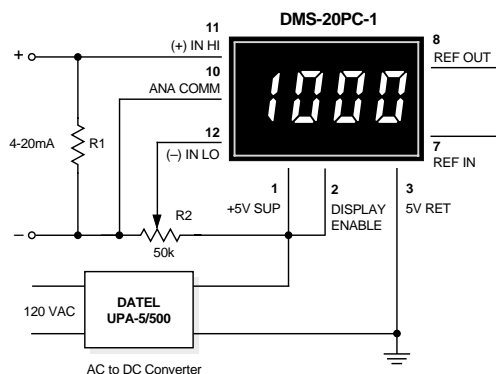 DMS-20PC-1
11
(+) IN HI
8
REF OUT
+
10
ANA COMM
1000
4-20mA
R1
12
(–) IN LO
7
REF IN
1
+5V SUP
2
DISPLAY
ENABLE
3
5V RET
–
R2
50k
120 VAC
DATEL
UPA-5/500
AC to DC Converter